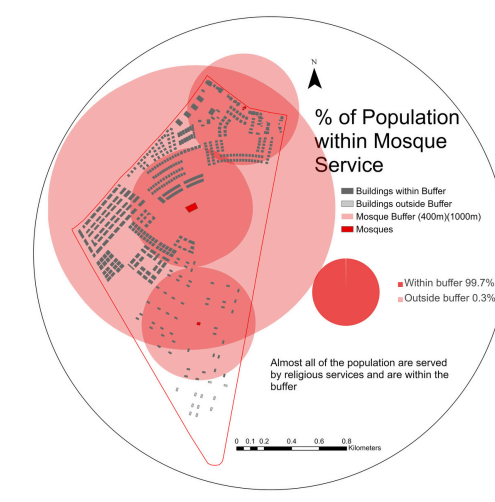 N
% of Population
within Mosque
Service
Buildings within Buffer
Buildings outside Buffer
Mosque Buffer (400m)(1000m)
Mosques
Within buffer 99.7%
Outside buffer 0.3%
Almost all of the population are served
by religious services and are within the
buffer
0 0.1 0.2 0.4 0.6 0.8
Kilometers